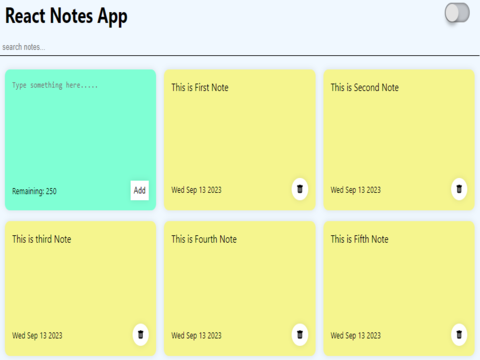 React Notes App
search notes...
Type something here.....
Remaining: 250
Add
This is First Note
Wed Sep 13 2023
This is Second Note
Wed Sep 13 2023
This is third Note
Wed Sep 13 2023
This is Fourth Note
Wed Sep 13 2023
This is Fifth Note
Wed Sep 13 2023